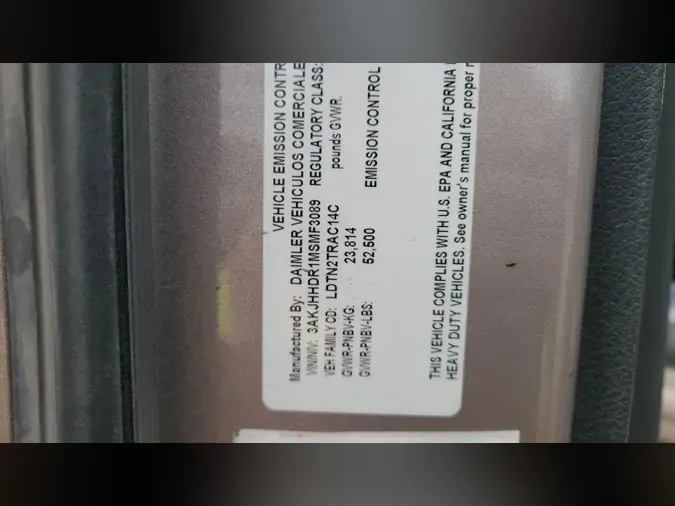 VEHICLE EMISSION CONTR
Manufactured By: DAIMLER VEHICULOS COMERCIALE
VIN/NIV: 3AKJHHDR1MSMF3089 REGULATORY CLASS:
VEH FAMILY CD: LDTN2TRAC14C pounds GVWR.
GVWR-PNBV-KG: 23,814
GVWR-PNBV-LBS: 52,500 EMISSION CONTROL
THIS VEHICLE COMPLIES WITH U.S. EPA AND CALIFORNIA
HEAVY DUTY VEHICLES. See owner's manual for proper